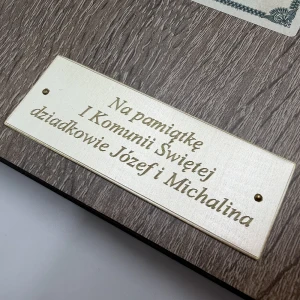 Na pamiątkę
I Komunii Świętej
dziadkowie Józef i Michalina